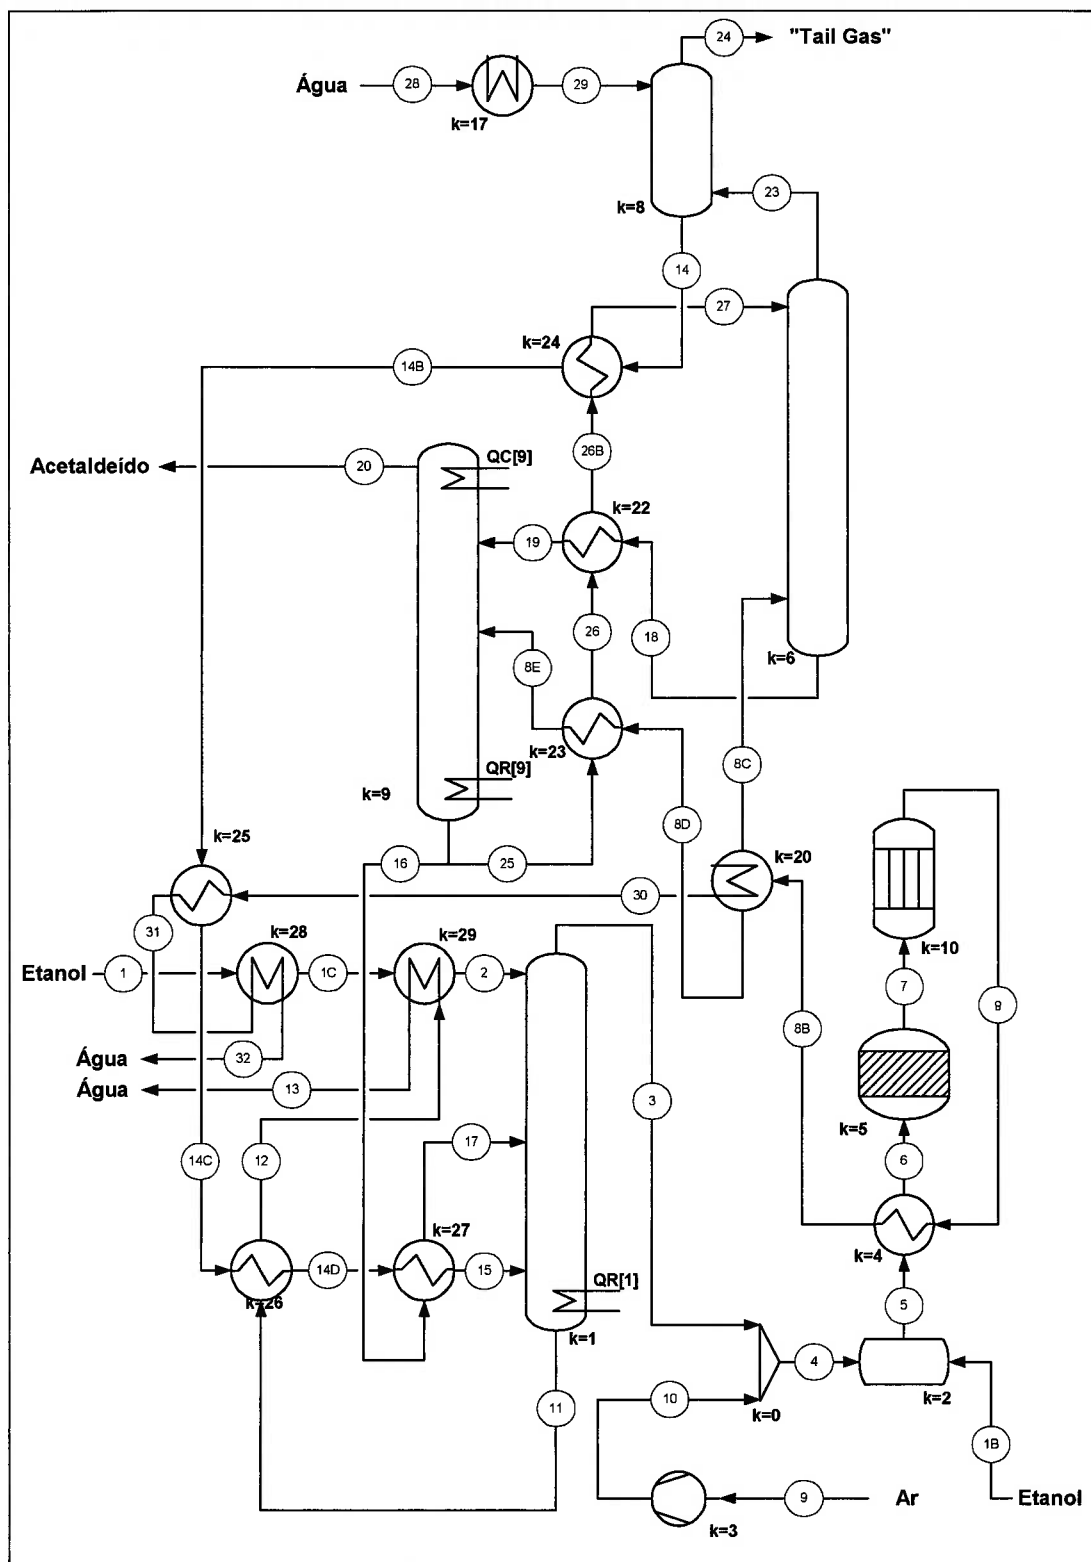 24
"Tail Gas"
Água
28
29
k=17
23
k=8
14
27
k=24
14B
26B
Acetaldeído
20
QC[9]
k=22
19
26
18
k=6
8E
k=23
8C
QR[9]
k=9
8D
k=25
16
25
k=20
30
31
k=28
k=29
k=10
Etanol
1
1C
2
7
8
8B
Água
32
Água
13
3
k=5
17
14C
12
6
k=27
k=4
14D
15
QR[1]
k=26
5
k=1
4
11
10
k=0
k=2
1B
9
Ar
Etanol
k=3